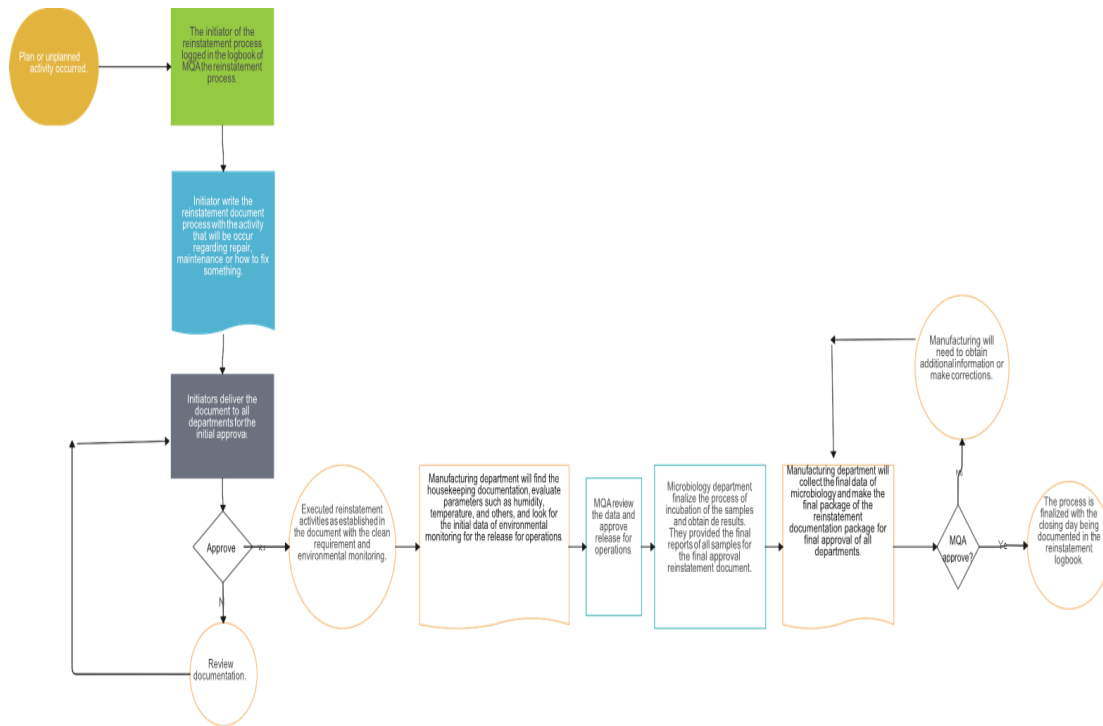 Plan or unplanned
activity occurred.
The initiator of the
reinstatement process
logged in the logbook of
MQA the reinstatement
process.
Initiator write the
reinstatement document
process with the activity
that will be occur
regarding repair,
maintenance or how to fix
something.
Initiators deliver the
document to all
departments for the
initial approval.
Approve
Review
documentation.
Executed reinstatement
activities as established in
the document with the clean
requirement and
environmental monitoring.
Manufacturing department will find the
housekeeping documentation, evaluate
parameters such as humidity,
temperature, and others, and look for
the initial data of environmental
monitoring for the release for operations.
MQA review
the data and
approve
release for
operations
Microbiology department
finalize the process of
incubation of the samples
and obtain de results.
They provided the final
reports of all samples for
the final approval
reinstatement document.
Manufacturing department will
collect the final data of
microbiology and make the
final package of the
reinstatement
documentation package for
final approval of all
departments.
Manufacturing will
need to obtain
additional information or
make corrections.
MQA
approve?
The process is
finalized with the
closing day being
documented in the
reinstatement
logbook.